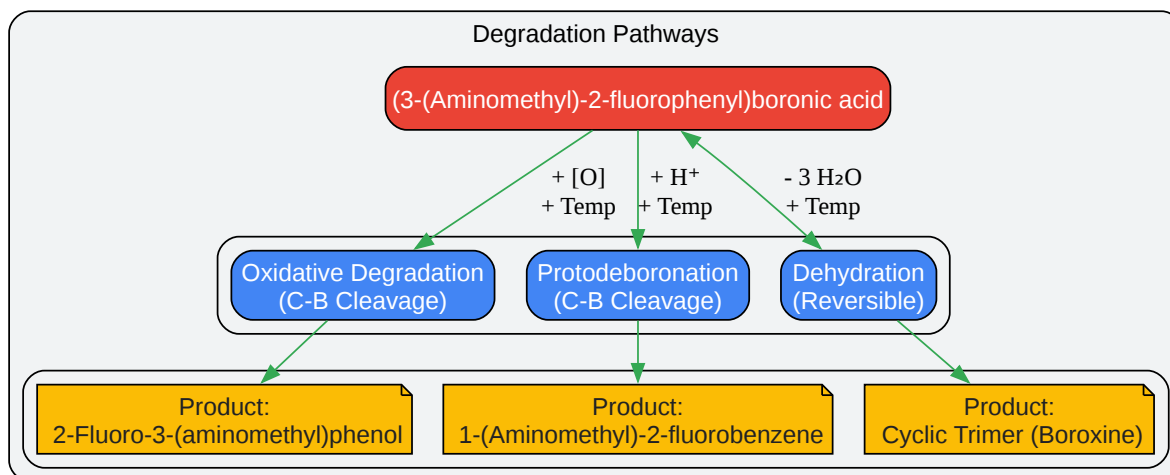 Degradation Pathways
(3-(Aminomethyl)-2-fluorophenyl)boronic acid
+ [O]
+ Temp
+ H⁺
+ Temp
- 3 H₂O
+ Temp
Oxidative Degradation
(C-B Cleavage)
Protodeboronation
(C-B Cleavage)
Dehydration
(Reversible)
Product:
2-Fluoro-3-(aminomethyl)phenol
Product:
1-(Aminomethyl)-2-fluorobenzene
Product:
Cyclic Trimer (Boroxine)